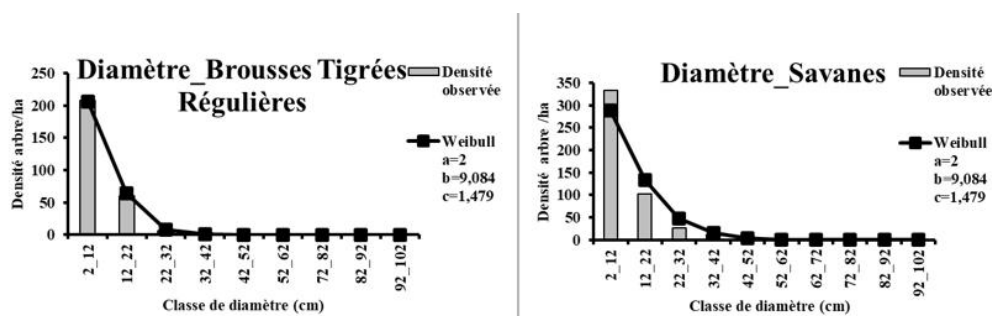 Diamètre_Brousses Tigrées
Régulières
Densité
observée
Weibull
a=2
b=9,084
c=1,479
Densité arbre/ha
250
200
150
100
50
0
2_12
12_22
22_32
32_42
42_52
52_62
72_82
82_92
92_102
Classe de diamètre (cm)
Diamètre_Savanes
Densité
observée
Weibull
a=2
b=9,084
c=1,479
Densité arbre /ha
350
300
250
200
150
100
50
0
2_12
12_22
22_32
32_42
42_52
52_62
62_72
72_82
82_92
92_102
Classe de diamètre (cm)